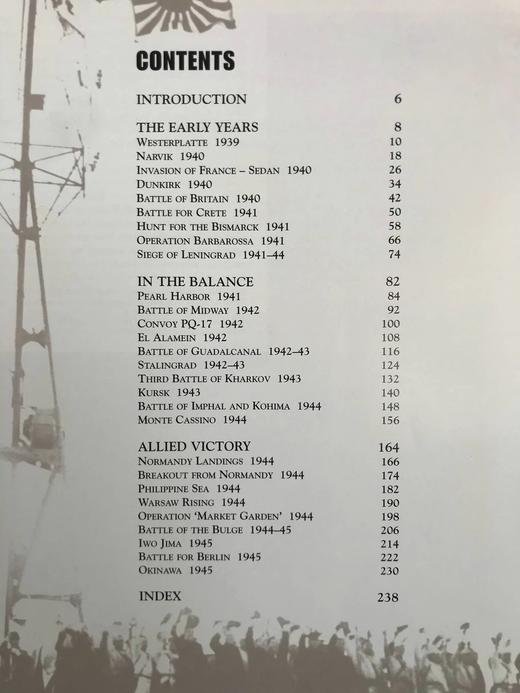 CONTENTS
INTRODUCTION 6
THE EARLY YEARS 8
WESTERPLATTE 1939 10
NARVIK 1940 18
INVASION OF FRANCE – SEDAN 1940 26
DUNKIRK 1940 34
BATTLE OF BRITAIN 1940 42
BATTLE FOR CRETE 1941 50
HUNT FOR THE BISMARCK 1941 58
OPERATION BARBAROSSA 1941 66
SIEGE OF LENINGRAD 1941–44 74
IN THE BALANCE 82
PEARL HARBOR 1941 84
BATTLE OF MIDWAY 1942 92
CONVOY PQ-17 1942 100
EL ALAMEIN 1942 108
BATTLE OF GUADALCANAL 1942–43 116
STALINGRAD 1942–43 124
THIRD BATTLE OF KHARKOV 1943 132
KURSK 1943 140
BATTLE OF IMPHAL AND KOHIMA 1944 148
MONTE CASSINO 1944 156
ALLIED VICTORY 164
NORMANDY LANDINGS 1944 166
BREAKOUT FROM NORMANDY 1944 174
PHILIPPINE SEA 1944 182
WARSAW RISING 1944 190
OPERATION ‘MARKET GARDEN’ 1944 198
BATTLE OF THE BULGE 1944–45 206
IWO JIMA 1945 214
BATTLE FOR BERLIN 1945 222
OKINAWA 1945 230
INDEX 238